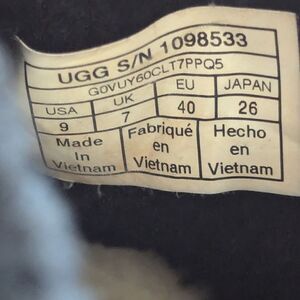 UGG S/N 1098533
G0VUY60CLT7PPQ5
USA UK EU JAPAN
9 7 40 26
Made Fabriqué Hecho
In en en
Vietnam Vietnam Vietnam